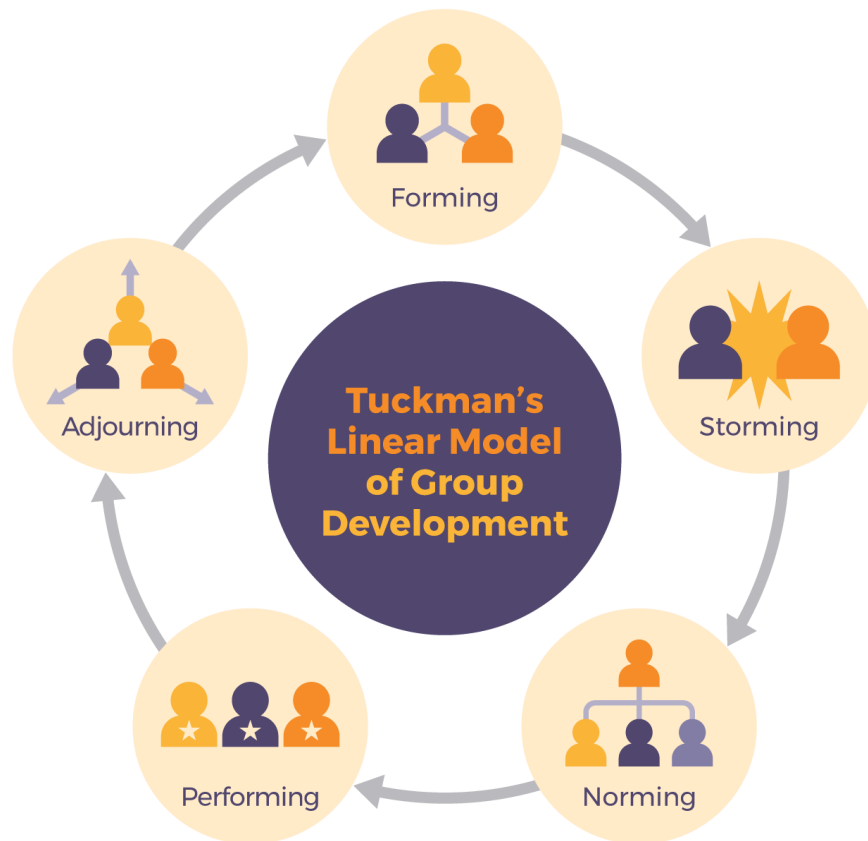 Forming
Storming
Norming
Performing
Adjourning
Tuckman’s
Linear Model
of Group
Development